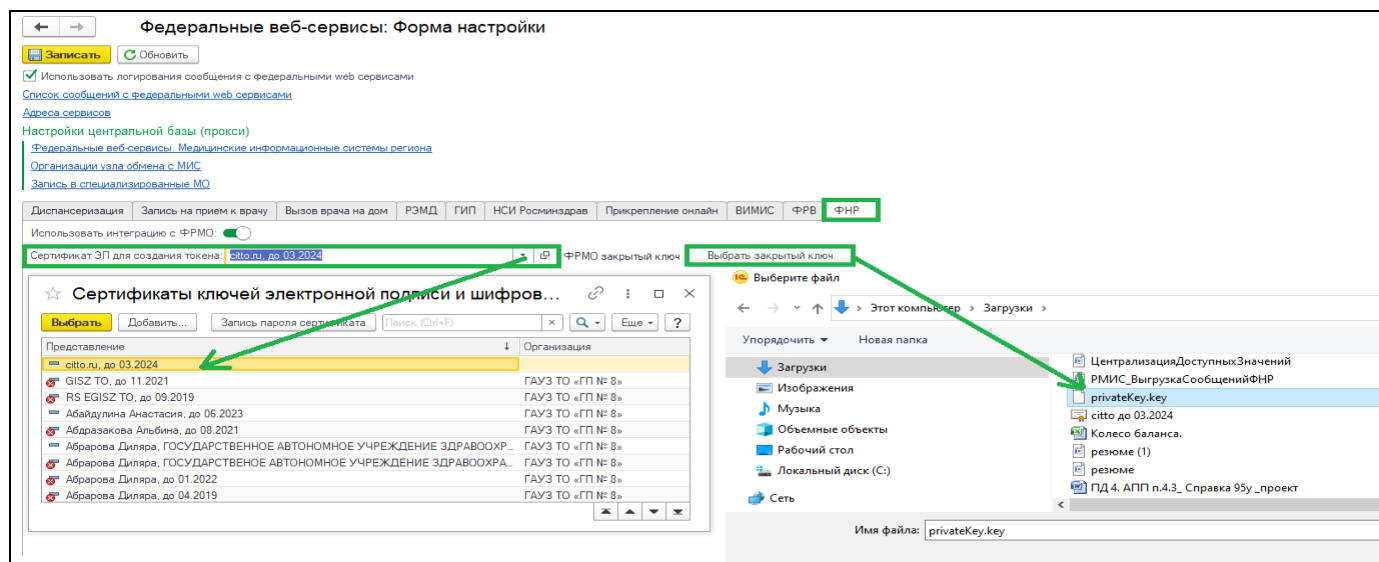 Федеральные веб-сервисы: Форма настройки
Записать Обновить
Использовать логирования сообщения с федеральными web сервисами
Список сообщений с федеральными web сервисами
Адреса сервисов
Настройки центральной базы (прокси)
Федеральные веб-сервисы. Медицинские информационные системы региона
Организации узла обмена с МИС
Запись в специализированные МО
Диспансеризация Запись на прием к врачу Вызов врача на дом РЭМД ГИП НСИ Росминздрав Прикрепление онлайн ВИМИС ФРВ ФНР
Использовать интеграцию с ФРМО:
Сертификат ЭП для создания токена: citto.ru, до 03.2024 ФРМО закрытый ключ Выбрать закрытый ключ
Сертификаты ключей электронной подписи и шифров...
Выбрать Добавить... Запись пароля сертификата Поиск (Ctrl+F) × Еще ?
Представление ↓ Организация
citto.ru, до 03.2024
GISZ TO, до 11.2021 ГАУЗ ТО «ГП № 8»
RS EGISZ TO, до 09.2019 ГАУЗ ТО «ГП № 8»
Абайдулина Анастасия, до 06.2023 ГАУЗ ТО «ГП № 8»
Абдразакова Альбина, до 08.2021 ГАУЗ ТО «ГП № 8»
Абрарова Диляра, ГОСУДАРСТВЕННОЕ АВТОНОМНОЕ УЧРЕЖДЕНИЕ ЗДРАВООХР... ГАУЗ ТО «ГП № 8»
Абрарова Диляра, ГОСУДАРСТВЕНОЕ АВТОНОМНОЕ УЧРЕЖДЕНИЕ ЗДРАВООХРА... ГАУЗ ТО «ГП № 8»
Абрарова Диляра, до 01.2022 ГАУЗ ТО «ГП № 8»
Абрарова Диляра, до 04.2019 ГАУЗ ТО «ГП № 8»
Выберите файл
Этот компьютер › Загрузки ›
Упорядочить Новая папка
Загрузки
Изображения
Музыка
Объемные объекты
Рабочий стол
Локальный диск (C:)
Сеть
ЦентрализацияДоступныхЗначений
РМИС_ВыгрузкаСообщенийФНР
privateKey.key
citto до 03.2024
Колесо баланса.
резюме (1)
резюме
ПД 4. АПП п.4.3_ Справка 95у _проект
Имя файла: privateKey.key